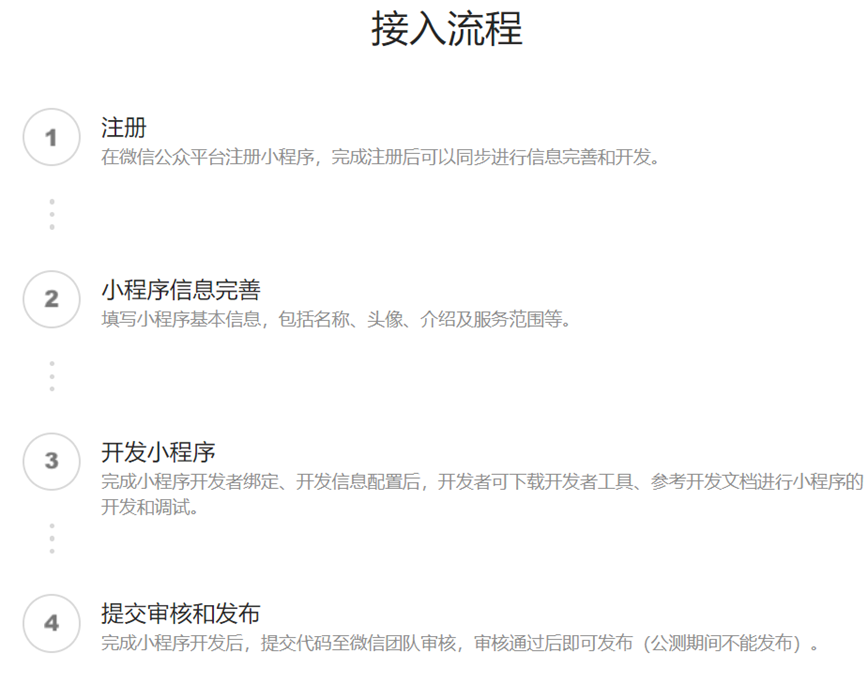 接入流程
1
注册
在微信公众平台注册小程序，完成注册后可以同步进行信息完善和开发。
2
小程序信息完善
填写小程序基本信息，包括名称、头像、介绍及服务范围等。
3
开发小程序
完成小程序开发者绑定、开发信息配置后，开发者可下载开发者工具、参考开发文档进行小程序的
开发和调试。
4
提交审核和发布
完成小程序开发后，提交代码至微信团队审核，审核通过后即可发布（公测期间不能发布）。